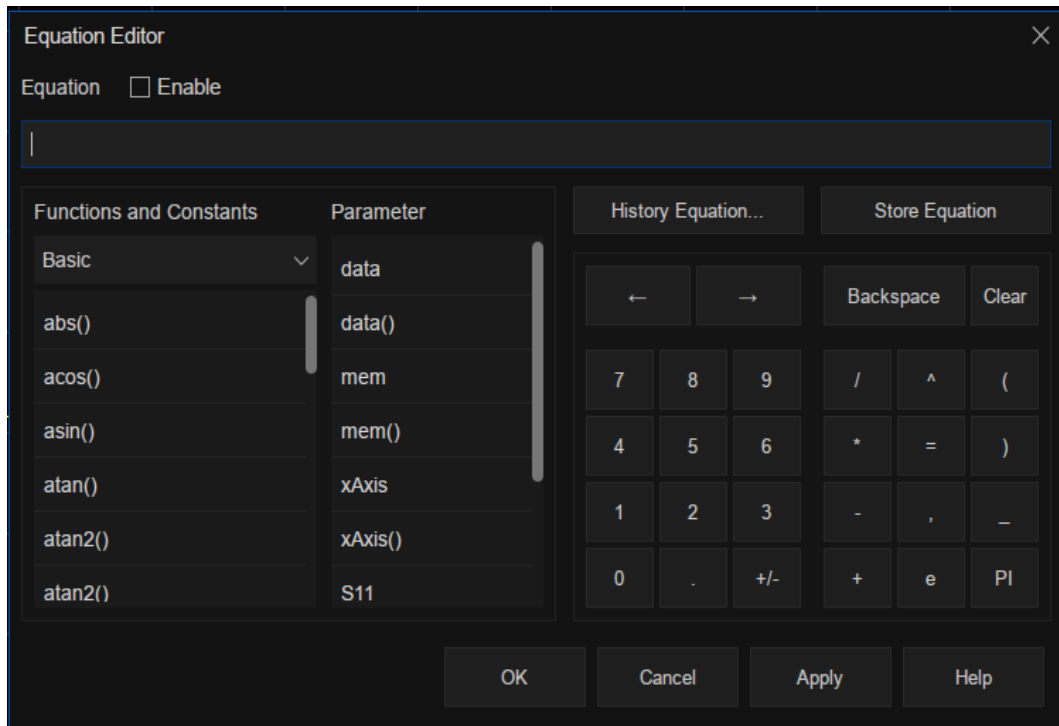 Equation Editor
Equation Enable
Functions and Constants
Basic
abs()
acos()
asin()
atan()
atan2()
atan2()
Parameter
data
data()
mem
mem()
xAxis
xAxis()
S11
History Equation... Store Equation
← → Backspace Clear
7 8 9 / ^ (
4 5 6 * = )
1 2 3 - , _
0 . +/- + e PI
OK Cancel Apply Help